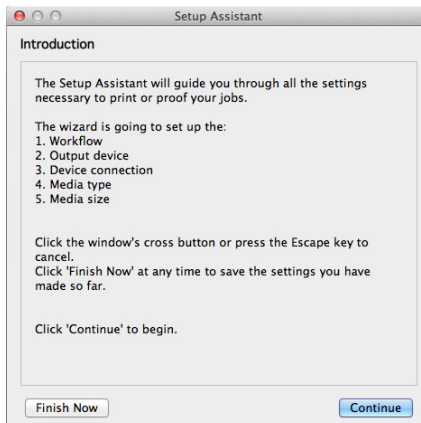 Setup Assistant
Introduction
The Setup Assistant will guide you through all the settings
necessary to print or proof your jobs.
The wizard is going to set up the:
1. Workflow
2. Output device
3. Device connection
4. Media type
5. Media size
Click the window's cross button or press the Escape key to
cancel.
Click 'Finish Now' at any time to save the settings you have
made so far.
Click 'Continue' to begin.
Finish Now
Continue